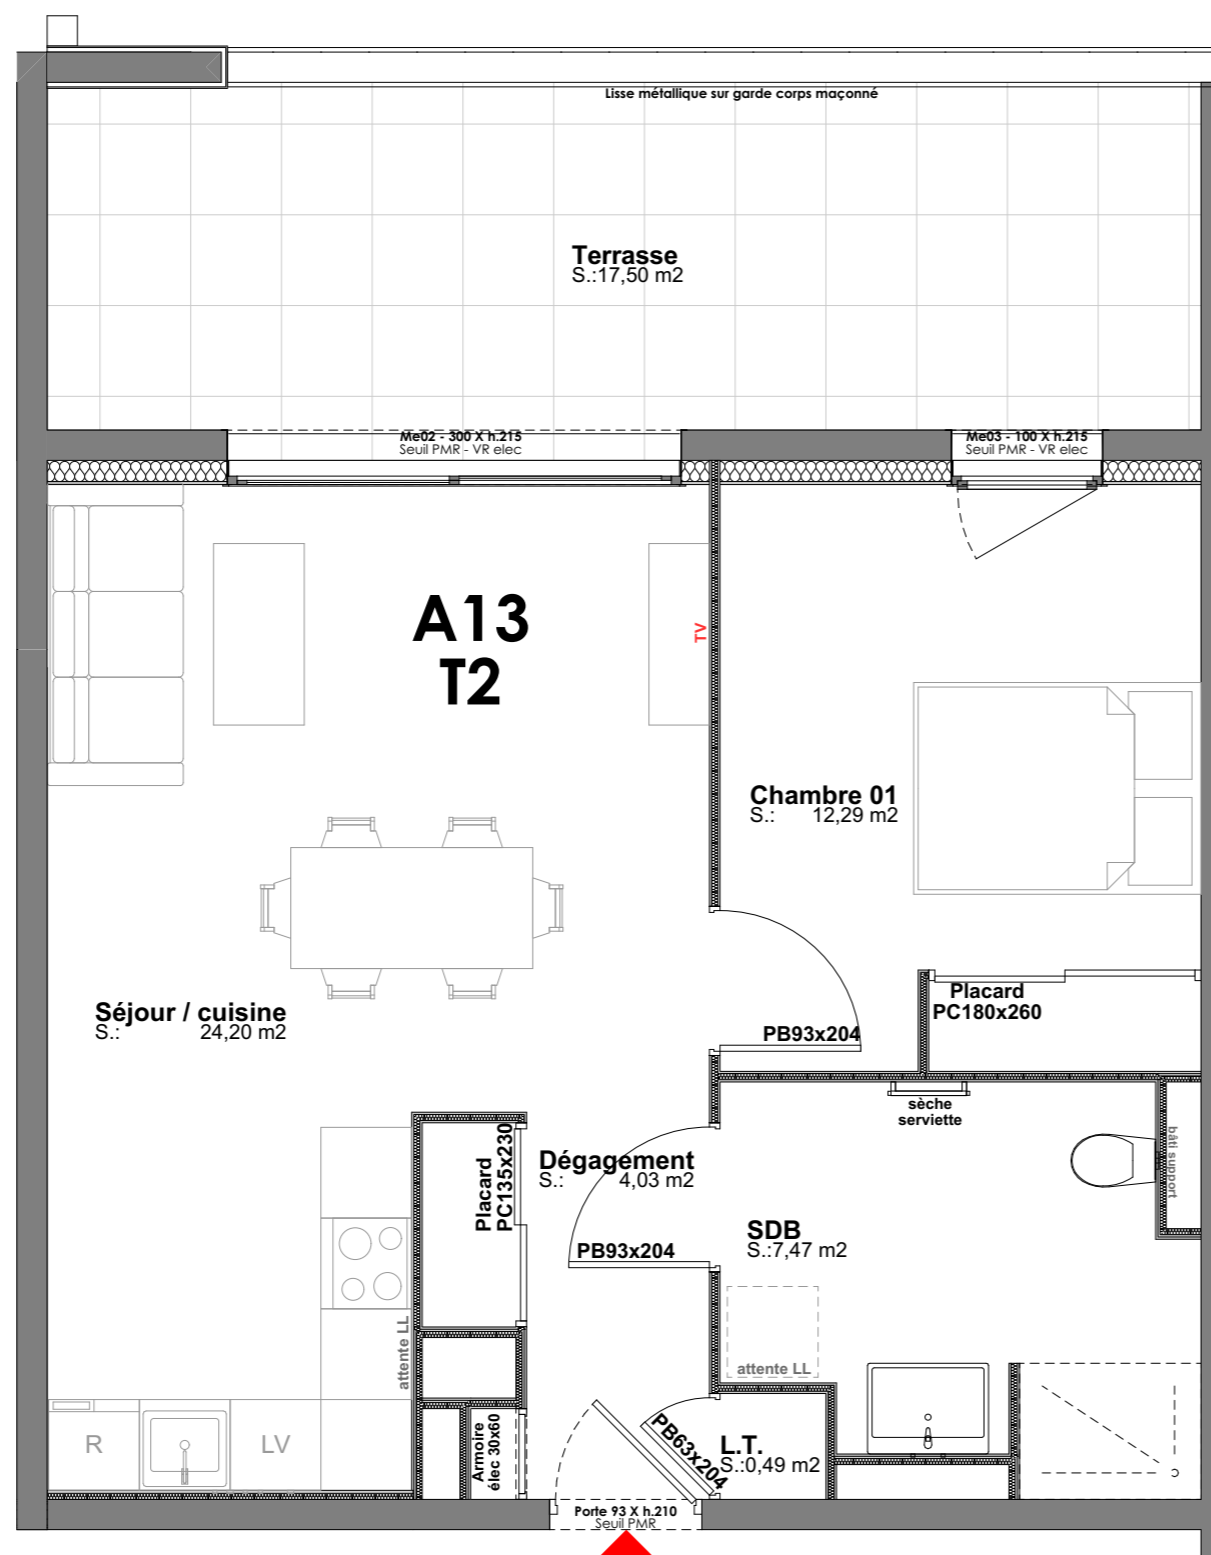 Lisse métallique sur garde corps maçonné
Terrasse
S.:17,50 m2
Me02 - 300 X h.215
Seuil PMR - VR elec
Me03 - 100 X h.215
Seuil PMR - VR elec
A13
T2
TV
Chambre 01
S.: 12,29 m2
Séjour / cuisine
S.: 24,20 m2
Placard
PC180x260
PB93x204
sèche
serviette
bâti support
Placard
PC135x230
Dégagement
S.: 4,03 m2
SDB
S.:7,47 m2
PB93x204
attente LL
attente LL
R
LV
Armoire
élec 30x60
PB63x204
L.T.
S.:0,49 m2
Porte 93 X h.210
Seuil PMR